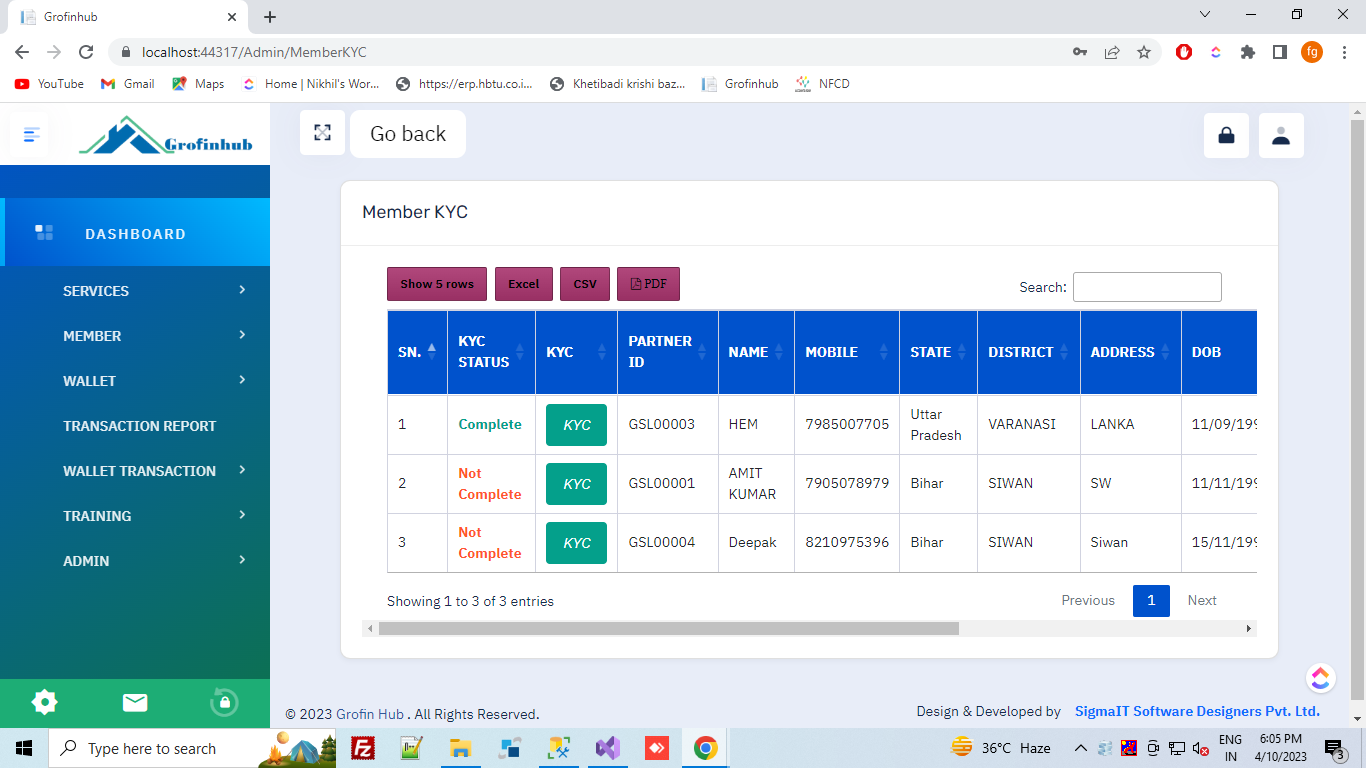 Grofinhub
localhost:44317/Admin/MemberKYC
fg
YouTube Gmail Maps Home | Nikhil's Wor... https://erp.hbtu.co.i... Khetibadi krishi baz... Grofinhub NFCD
Grofinhub
Go back
DASHBOARD
SERVICES
MEMBER
WALLET
TRANSACTION REPORT
WALLET TRANSACTION
TRAINING
ADMIN
Member KYC
Show 5 rows Excel CSV PDF
Search:
SN. KYC STATUS KYC PARTNER ID NAME MOBILE STATE DISTRICT ADDRESS DOB
1 Complete KYC GSL00003 HEM 7985007705 Uttar Pradesh VARANASI LANKA 11/09/199
2 Not Complete KYC GSL00001 AMIT KUMAR 7905078979 Bihar SIWAN SW 11/11/199
3 Not Complete KYC GSL00004 Deepak 8210975396 Bihar SIWAN Siwan 15/11/199
Showing 1 to 3 of 3 entries
Previous 1 Next
© 2023 Grofin Hub . All Rights Reserved.
Design & Developed by SigmaIT Software Designers Pvt. Ltd.
Type here to search
36°C Haze
ENG
IN
6:05 PM
4/10/2023
3